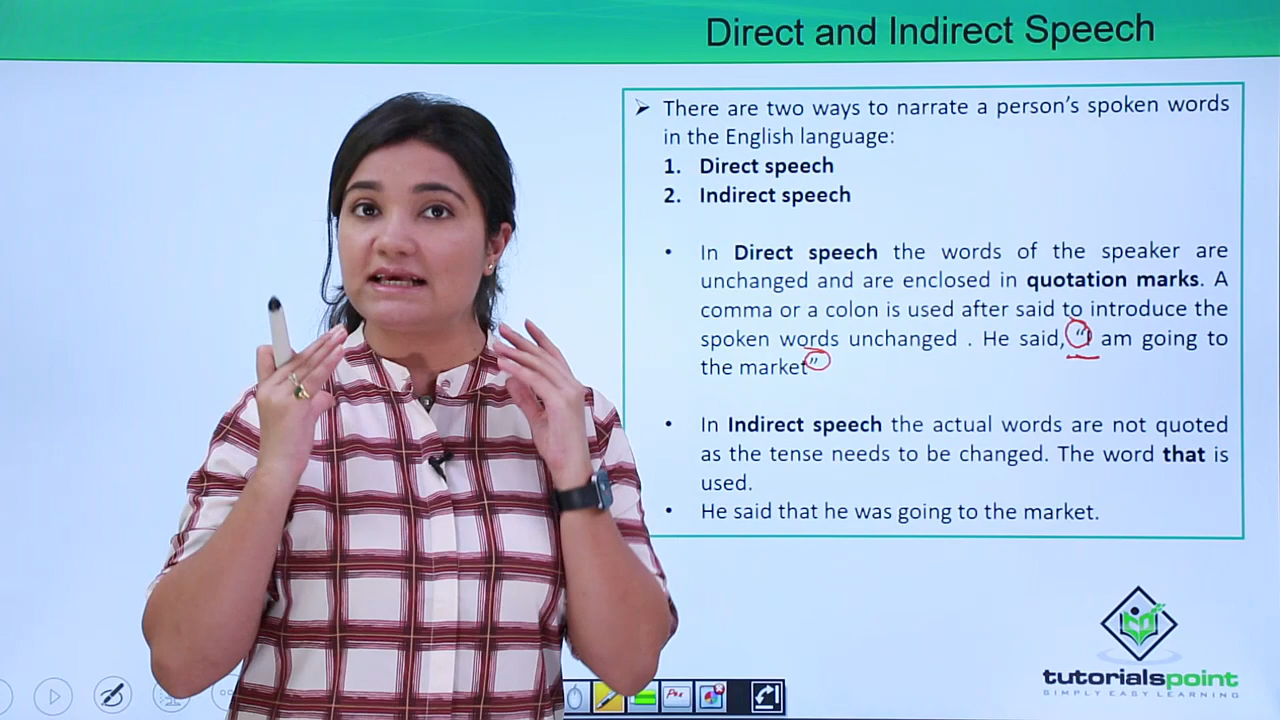 Direct and Indirect Speech
➢ There are two ways to narrate a person's spoken words
in the English language:
1. Direct speech
2. Indirect speech
• In Direct speech the words of the speaker are
unchanged and are enclosed in quotation marks. A
comma or a colon is used after said to introduce the
spoken words unchanged . He said, “I am going to
the market”
• In Indirect speech the actual words are not quoted
as the tense needs to be changed. The word that is
used.
• He said that he was going to the market.
tutorialspoint
SIMPLY EASY LEARNING
Pen